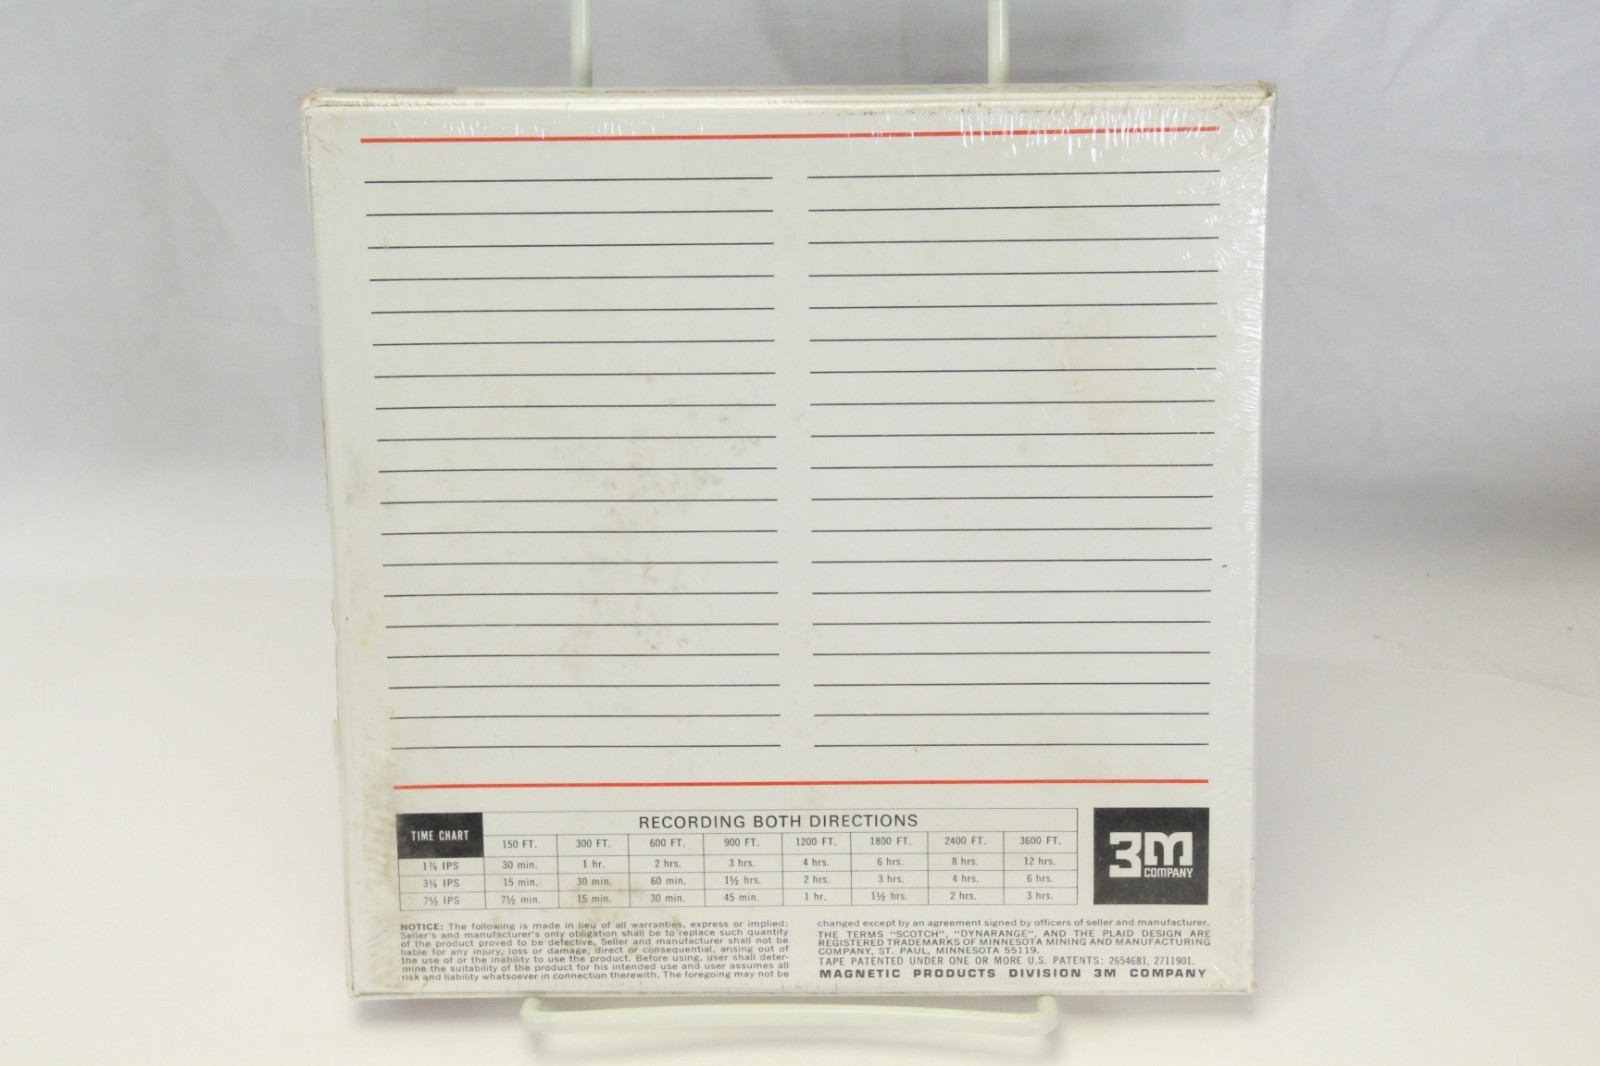 TIME CHART
RECORDING BOTH DIRECTIONS
150 FT. 300 FT. 600 FT. 900 FT. 1200 FT. 1800 FT. 2400 FT. 3600 FT.
1⅞ IPS 30 min. 1 hr. 2 hrs. 3 hrs. 4 hrs. 6 hrs. 8 hrs. 12 hrs.
3¾ IPS 15 min. 30 min. 60 min. 1½ hrs. 2 hrs. 3 hrs. 4 hrs. 6 hrs.
7½ IPS 7½ min. 15 min. 30 min. 45 min. 1 hr. 1½ hrs. 2 hrs. 3 hrs.
3M
COMPANY
NOTICE: The following is made in lieu of all warranties, express or implied:
Seller's and manufacturer's only obligation shall be to replace such quantity
of the product proved to be defective. Seller and manufacturer shall not be
liable for any injury, loss or damage, direct or consequential, arising out of
the use of or the inability to use the product. Before using, user shall deter-
mine the suitability of the product for his intended use and user assumes all
risk and liability whatsoever in connection therewith. The foregoing may not be
changed except by an agreement signed by officers of seller and manufacturer.
THE TERMS "SCOTCH", "DYNARANGE", AND THE PLAID DESIGN ARE
REGISTERED TRADEMARKS OF MINNESOTA MINING AND MANUFACTURING
COMPANY, ST. PAUL, MINNESOTA 55119.
TAPE PATENTED UNDER ONE OR MORE U.S. PATENTS: 2654681, 2711901.
MAGNETIC PRODUCTS DIVISION 3M COMPANY